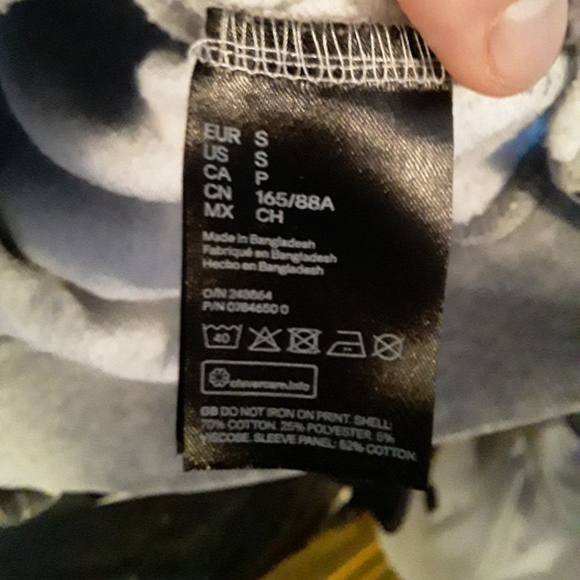 EUR S
US S
CA P
CN 165/88A
MX CH
Made in Bangladesh
Fabriqué en Bangladesh
Hecho en Bangladesh
O/N 243864
P/N 0784650 0
40
clevercare.info
GB DO NOT IRON ON PRINT. SHELL:
70% COTTON. 25% POLYESTER. 5%
VISCOSE. SLEEVE PANEL: 62% COTTON.